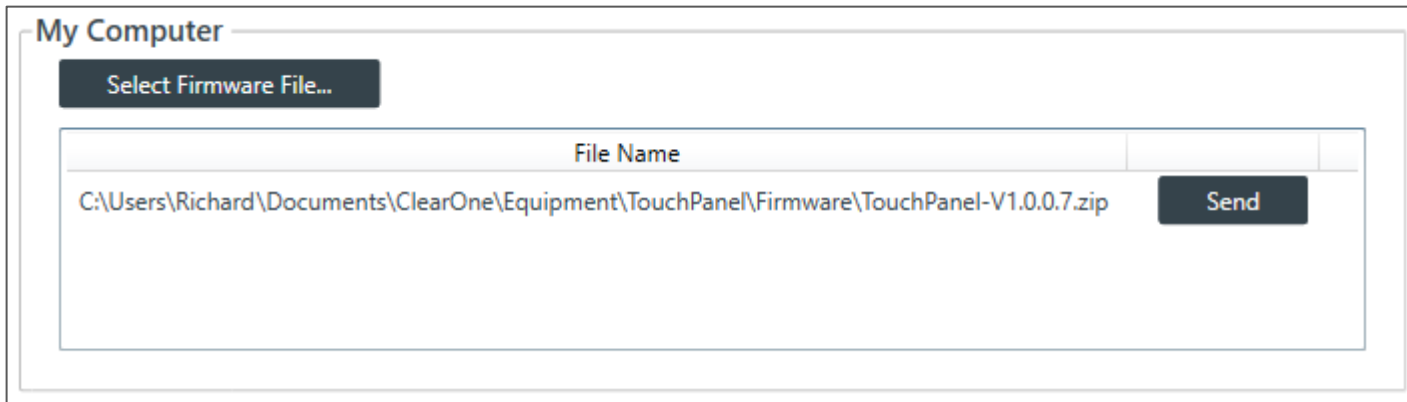 My Computer
Select Firmware File...
File Name
C:\Users\Richard\Documents\ClearOne\Equipment\TouchPanel\Firmware\TouchPanel-V1.0.0.7.zip Send